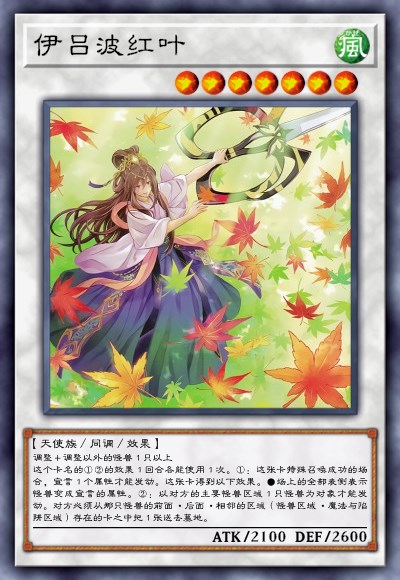 伊吕波红叶
風
【天使族/同调/效果】
调整+调整以外的怪兽1只以上
这个卡名的①②的效果1回合各能使用1次。①：这张卡特殊召唤成功的场
合，宣言1个属性才能发动。这张卡得到以下效果。●场上的全部表侧表示
怪兽变成宣言的属性。②：以对方的主要怪兽区域1只怪兽为对象才能发
动。对方必须从那只怪兽的前面·后面·相邻的区域（怪兽区域·魔法与陷
阱区域）存在的卡之中把1张送去墓地。
ATK/2100 DEF/2600